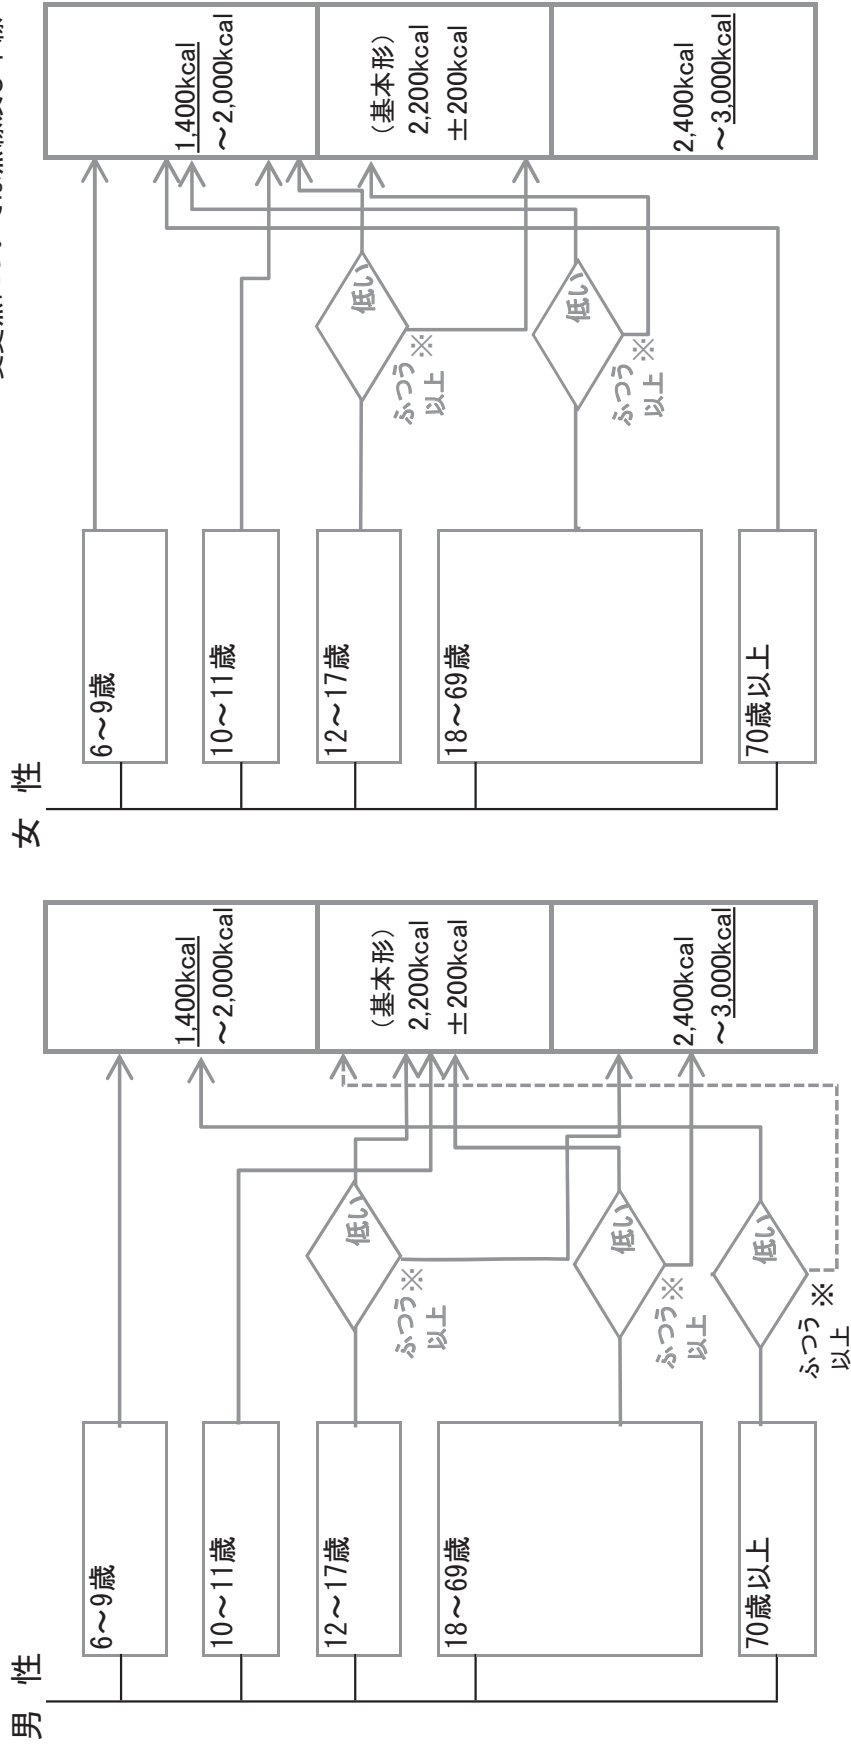 男　性
6～9歳
10～11歳
12～17歳
18～69歳
70歳以上
低い
ふつう※
以上
低い
ふつう※
以上
低い
ふつう※
以上
1,400kcal
～2,000kcal
（基本形）
2,200kcal
±200kcal
2,400kcal
～3,000kcal
女　性
6～9歳
10～11歳
12～17歳
18～69歳
70歳以上
低い
ふつう※
以上
低い
ふつう※
以上
1,400kcal
～2,000kcal
（基本形）
2,200kcal
±200kcal
2,400kcal
～3,000kcal